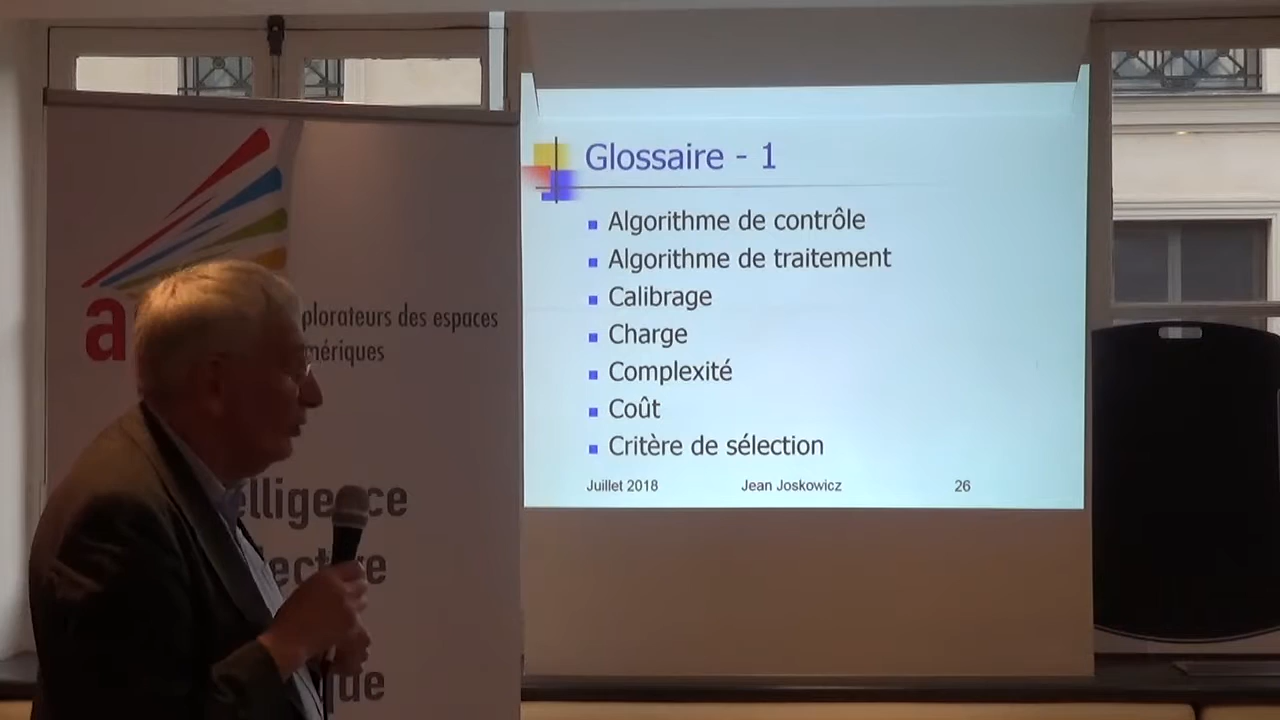 Glossaire - 1
Algorithme de contrôle
Algorithme de traitement
Calibrage
Charge
Complexité
Coût
Critère de sélection
Juillet 2018 Jean Joskowicz 26
a
plorateurs des espaces
mériques
elligence